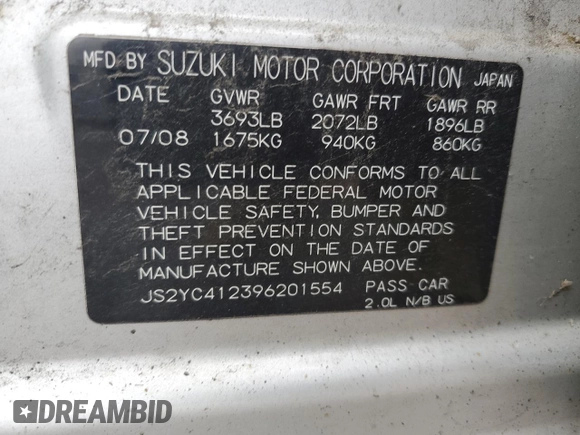 MFD BY SUZUKI MOTOR CORPORATION JAPAN
DATE GVWR GAWR FRT GAWR RR
3693LB 2072LB 1896LB
07/08 1675KG 940KG 860KG
THIS VEHICLE CONFORMS TO ALL
APPLICABLE FEDERAL MOTOR
VEHICLE SAFETY, BUMPER AND
THEFT PREVENTION STANDARDS
IN EFFECT ON THE DATE OF
MANUFACTURE SHOWN ABOVE.
JS2YC412396201554 PASS CAR
2.0L N/B US
DREAMBID